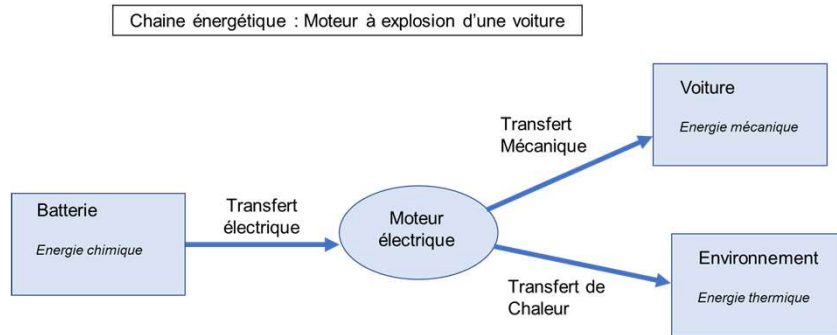 Chaine énergétique : Moteur à explosion d'une voiture
Voiture
Energie mécanique
Transfert
Mécanique
Batterie
Energie chimique
Transfert
électrique
Moteur
électrique
Environnement
Energie thermique
Transfert de
Chaleur